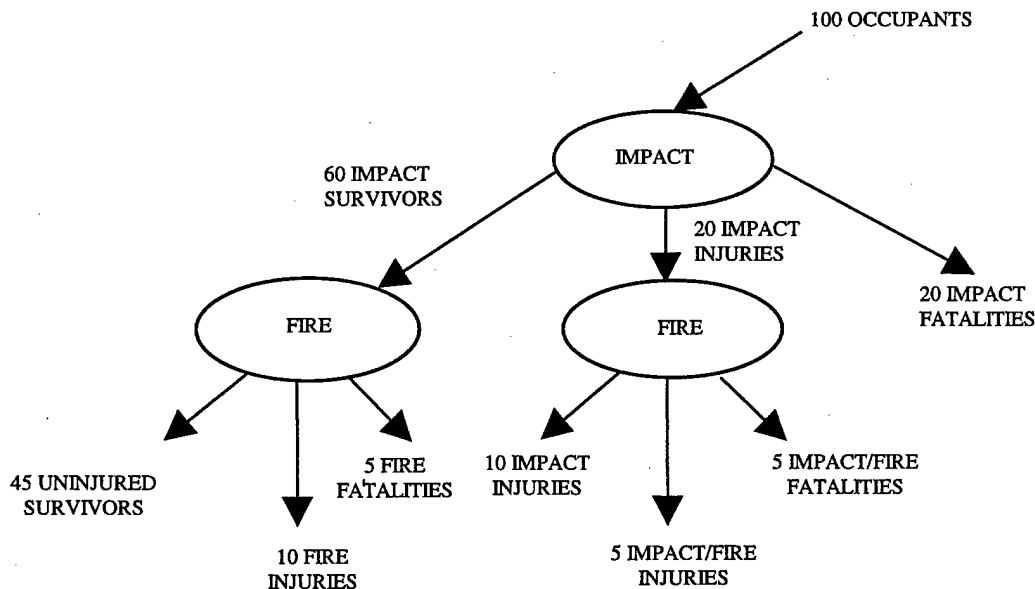 100 OCCUPANTS
IMPACT
60 IMPACT
SURVIVORS
20 IMPACT
INJURIES
20 IMPACT
FATALITIES
FIRE
FIRE
45 UNINJURED
SURVIVORS
10 FIRE
INJURIES
5 FIRE
FATALITIES
10 IMPACT
INJURIES
5 IMPACT/FIRE
INJURIES
5 IMPACT/FIRE
FATALITIES